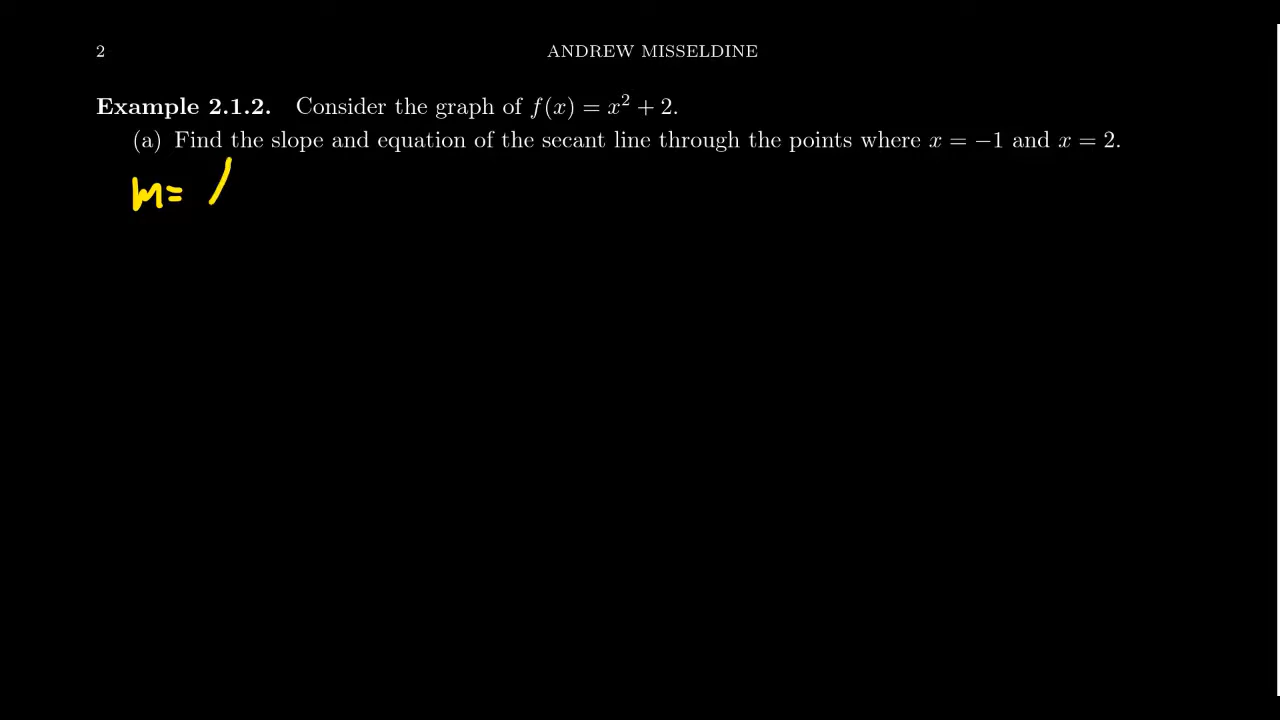 2 ANDREW MISSELDINE
Example 2.1.2. Consider the graph of f(x) = x² + 2.
(a) Find the slope and equation of the secant line through the points where x = −1 and x = 2.
m =